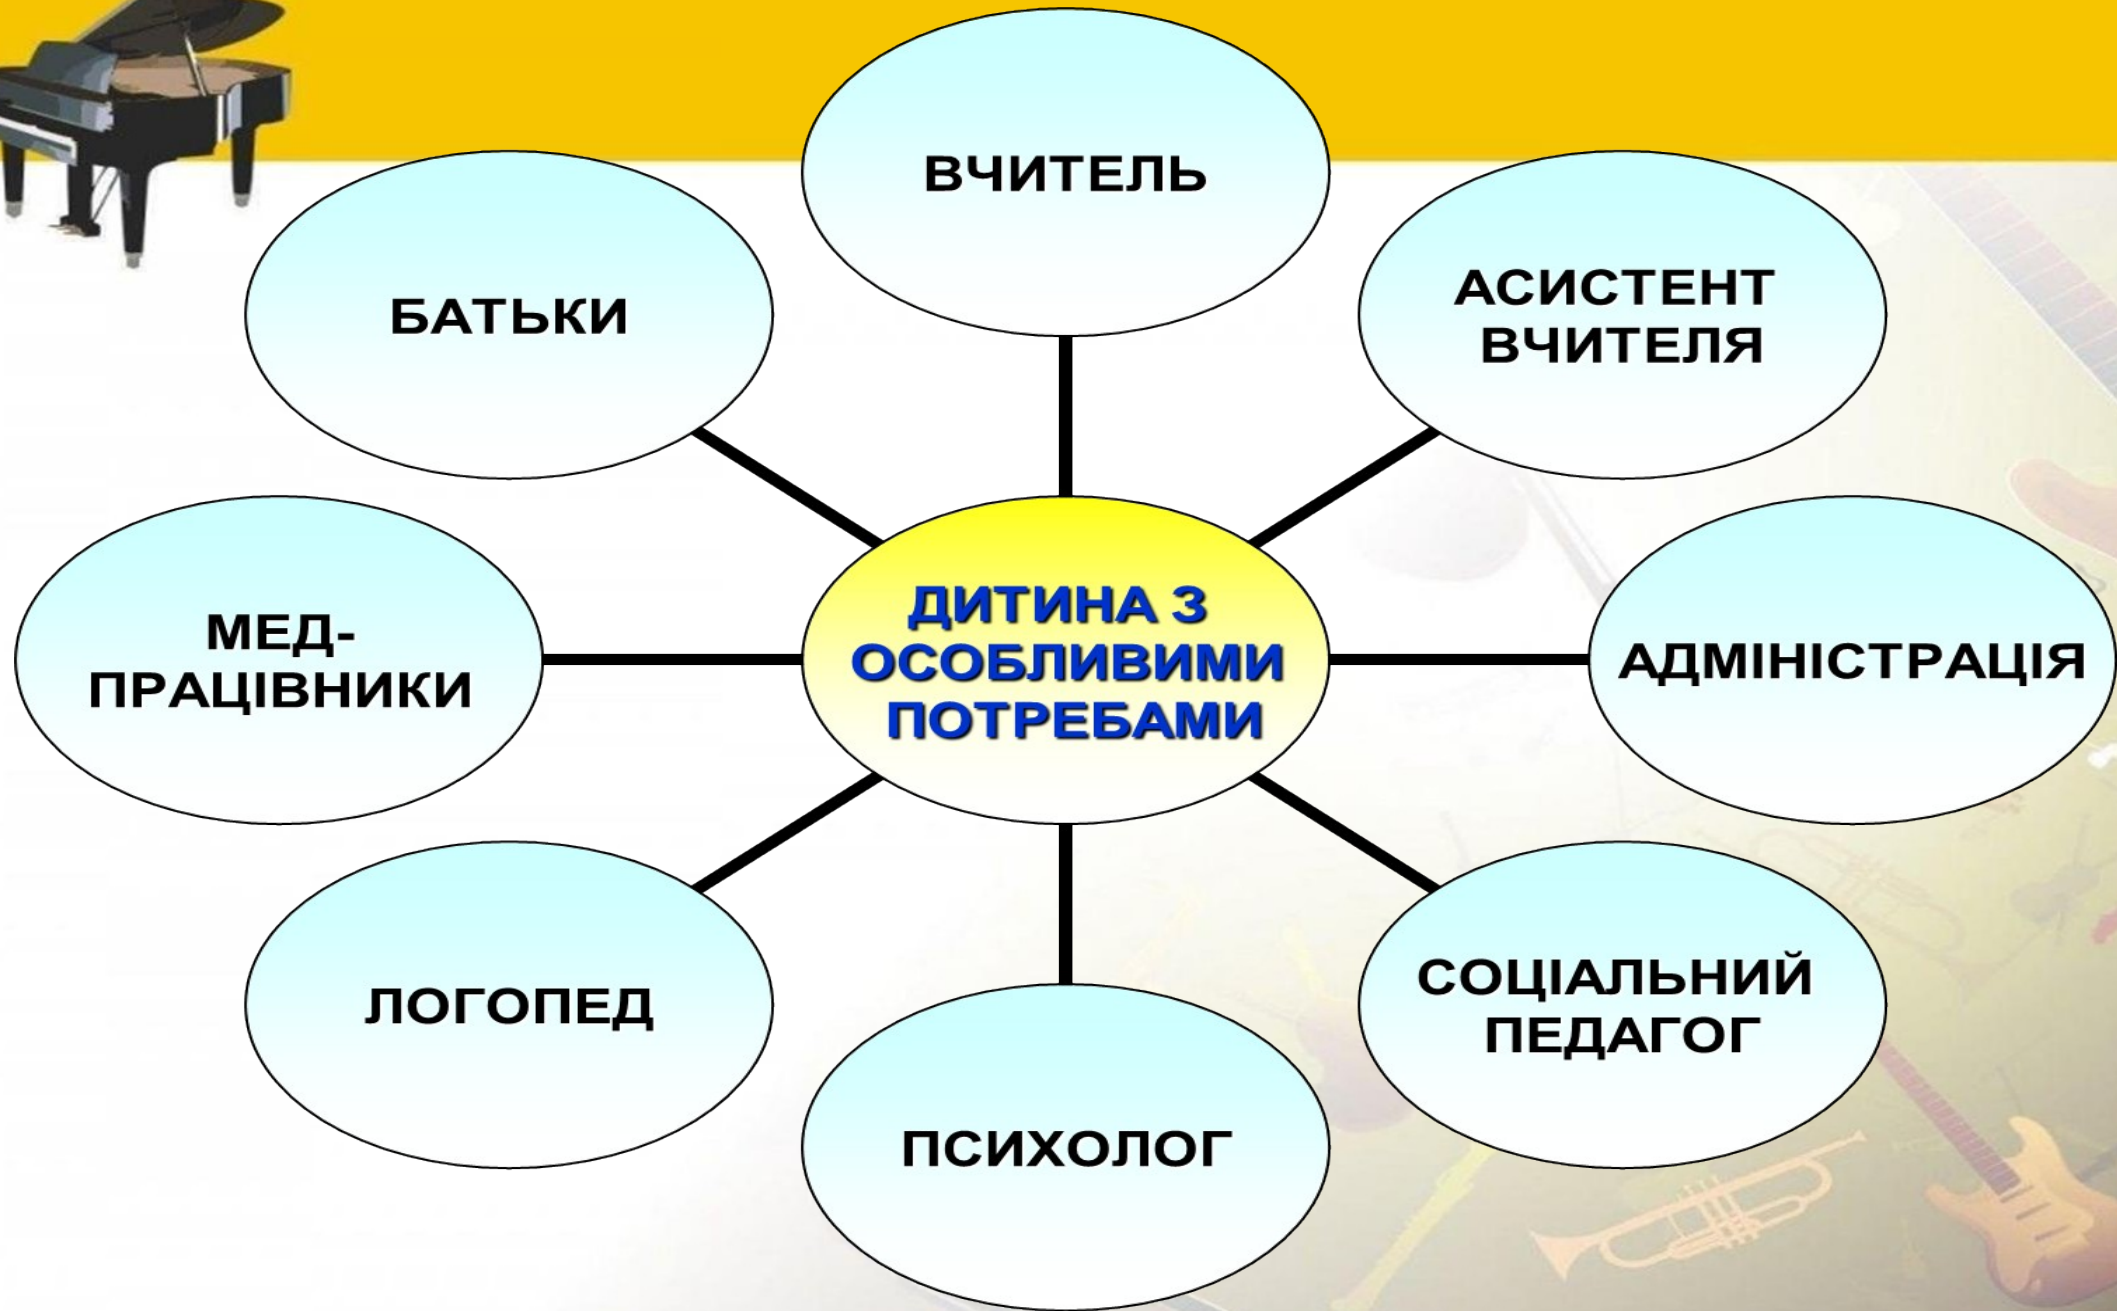 ВЧИТЕЛЬ
БАТЬКИ
АСИСТЕНТ
ВЧИТЕЛЯ
МЕД-
ПРАЦІВНИКИ
ДИТИНА З
ОСОБЛИВИМИ
ПОТРЕБАМИ
АДМІНІСТРАЦІЯ
ЛОГОПЕД
СОЦІАЛЬНИЙ
ПЕДАГОГ
ПСИХОЛОГ